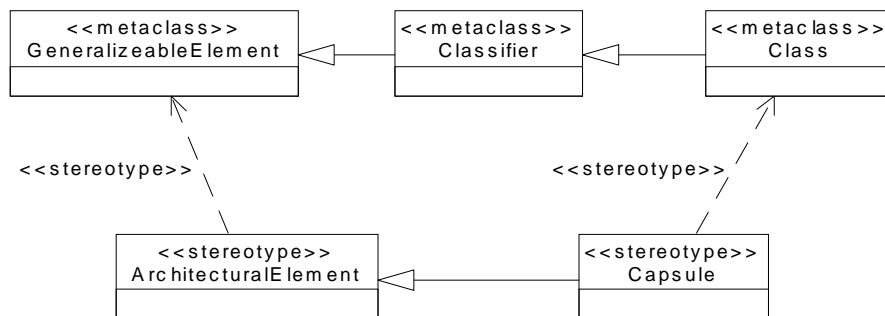 <<metaclass>>
GeneralizeableElement
<<metaclass>>
Classifier
<<metaclass>>
Class
<<stereotype>>
<<stereotype>>
<<stereotype>>
ArchitecturalElement
<<stereotype>>
Capsule